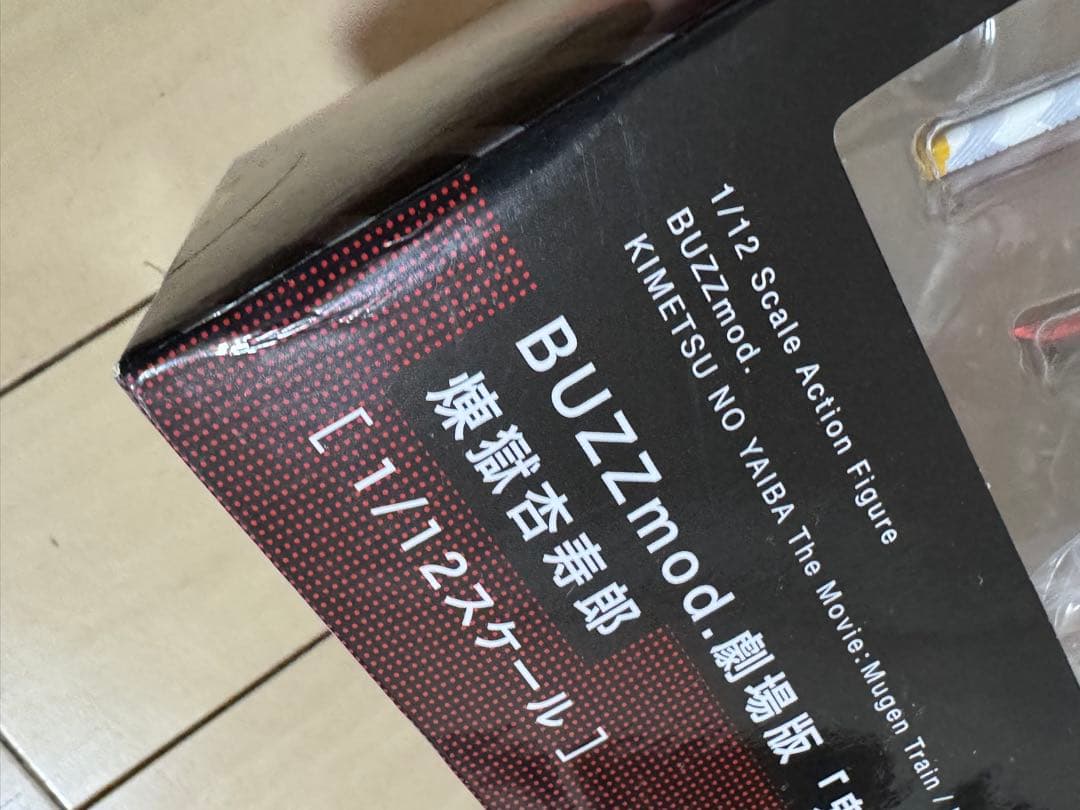 1/12 Scale Action Figure
BUZZmod.
KIMETSU NO YAIBA The Movie: Mugen Train /
BUZZmod.劇場版「
煉獄杏寿郎
[1/12スケール]